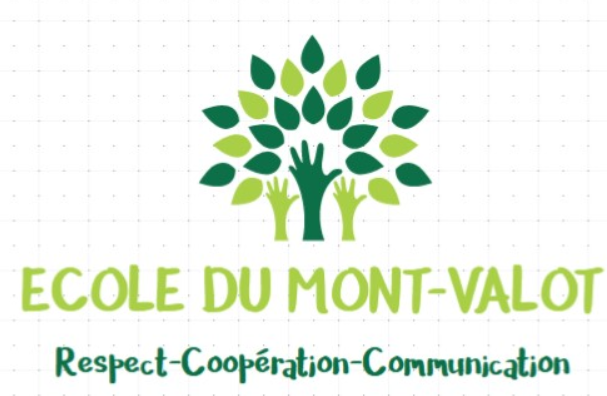 ECOLE DU MONT-VALOT
Respect-Coopération-Communication